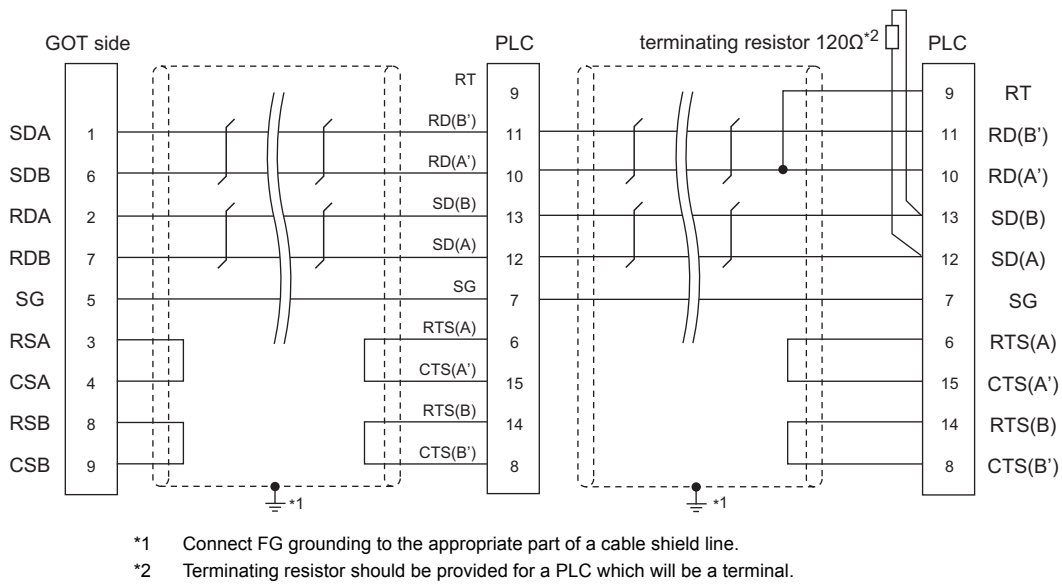 GOT side PLC terminating resistor 120Ω*2 PLC
RT 9 9 RT
SDA 1 RD(B') 11 11 RD(B')
SDB 6 RD(A') 10 10 RD(A')
RDA 2 SD(B) 13 13 SD(B)
RDB 7 SD(A) 12 12 SD(A)
SG 5 SG 7 7 SG
RSA 3 RTS(A) 6 6 RTS(A)
CSA 4 CTS(A') 15 15 CTS(A')
RSB 8 RTS(B) 14 14 RTS(B)
CSB 9 CTS(B') 8 8 CTS(B')
*1 *1
*1 Connect FG grounding to the appropriate part of a cable shield line.
*2 Terminating resistor should be provided for a PLC which will be a terminal.